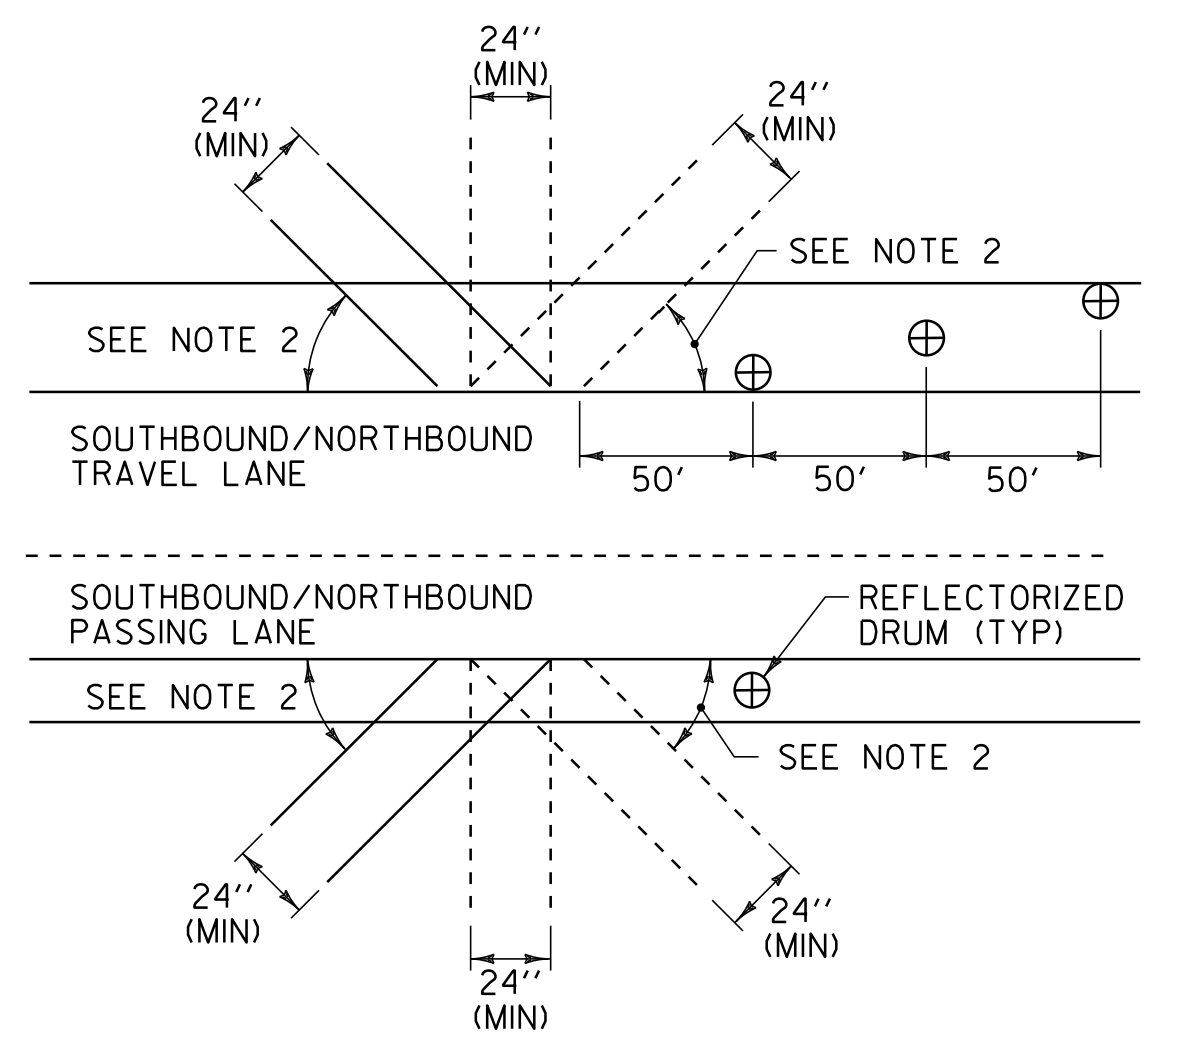 24''
(MIN)
24''
(MIN)
24''
(MIN)
SEE NOTE 2
SEE NOTE 2
SOUTHBOUND/NORTHBOUND
TRAVEL LANE
50'
50'
50'
SOUTHBOUND/NORTHBOUND
PASSING LANE
REFLECTORIZED
DRUM (TYP)
SEE NOTE 2
SEE NOTE 2
24''
(MIN)
24''
(MIN)
24''
(MIN)